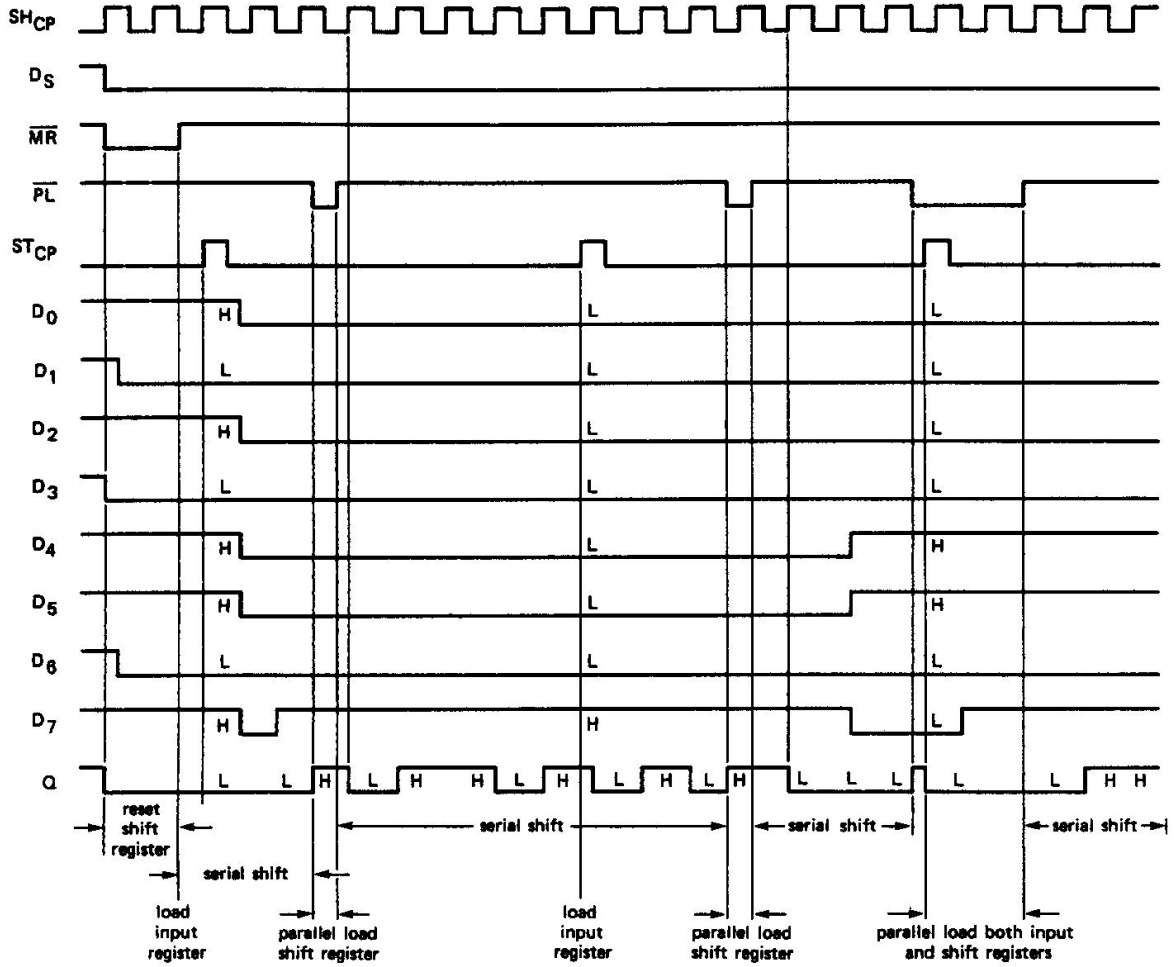 SHCP
DS
MR
PL
STCP
D0 H L L
D1 L L L
D2 H L L
D3 L L L
D4 H L H
D5 H L H
D6 L L L
D7 H H L
Q L L H L H H L H L H L H L L L L L H H
reset
shift
register
serial shift
serial shift
serial shift
serial shift
load
input
register
parallel load
shift register
load
input
register
parallel load
shift register
parallel load both input
and shift registers